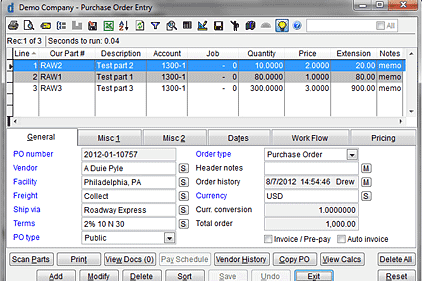 Demo Company - Purchase Order Entry
All
Rec:1 of 3 Seconds to run: 0.04
Line Our Part # Description Account Job Quantity Price Extension Notes
1 RAW2 Test part 2 1300-1 - 0 10.0000 2.0000 20.00 memo
2 RAW1 Test part 1 1300-1 - 0 80.0000 1.0000 80.00 memo
3 RAW3 Test part 3 1300-1 - 0 300.0000 3.0000 900.00 memo
General Misc 1 Misc 2 Dates Work Flow Pricing
PO number 2012-01-10757 Order type Purchase Order
Vendor A Duie Pyle S Header notes M
Facility Philadelphia, PA S Order history 8/7/2012 14:54:46 Drew M
Freight Collect S Currency USD S
Ship via Roadway Express S Curr. conversion 1.0000000
Terms 2% 10 N 30 S Total order 1,000.00
PO type Public Invoice / Pre-pay Auto invoice
Scan Parts Print View Docs (0) Pay Schedule Vendor History Copy PO View Calcs Delete All
Add Modify Delete Sort Save Undo Exit Reset